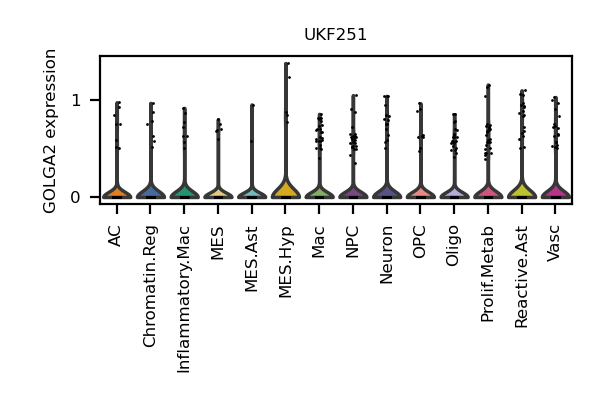 UKF251
GOLGA2 expression
1
0
AC
Chromatin.Reg
Inflammatory.Mac
MES
MES.Ast
MES.Hyp
Mac
NPC
Neuron
OPC
Oligo
Prolif.Metab
Reactive.Ast
Vasc